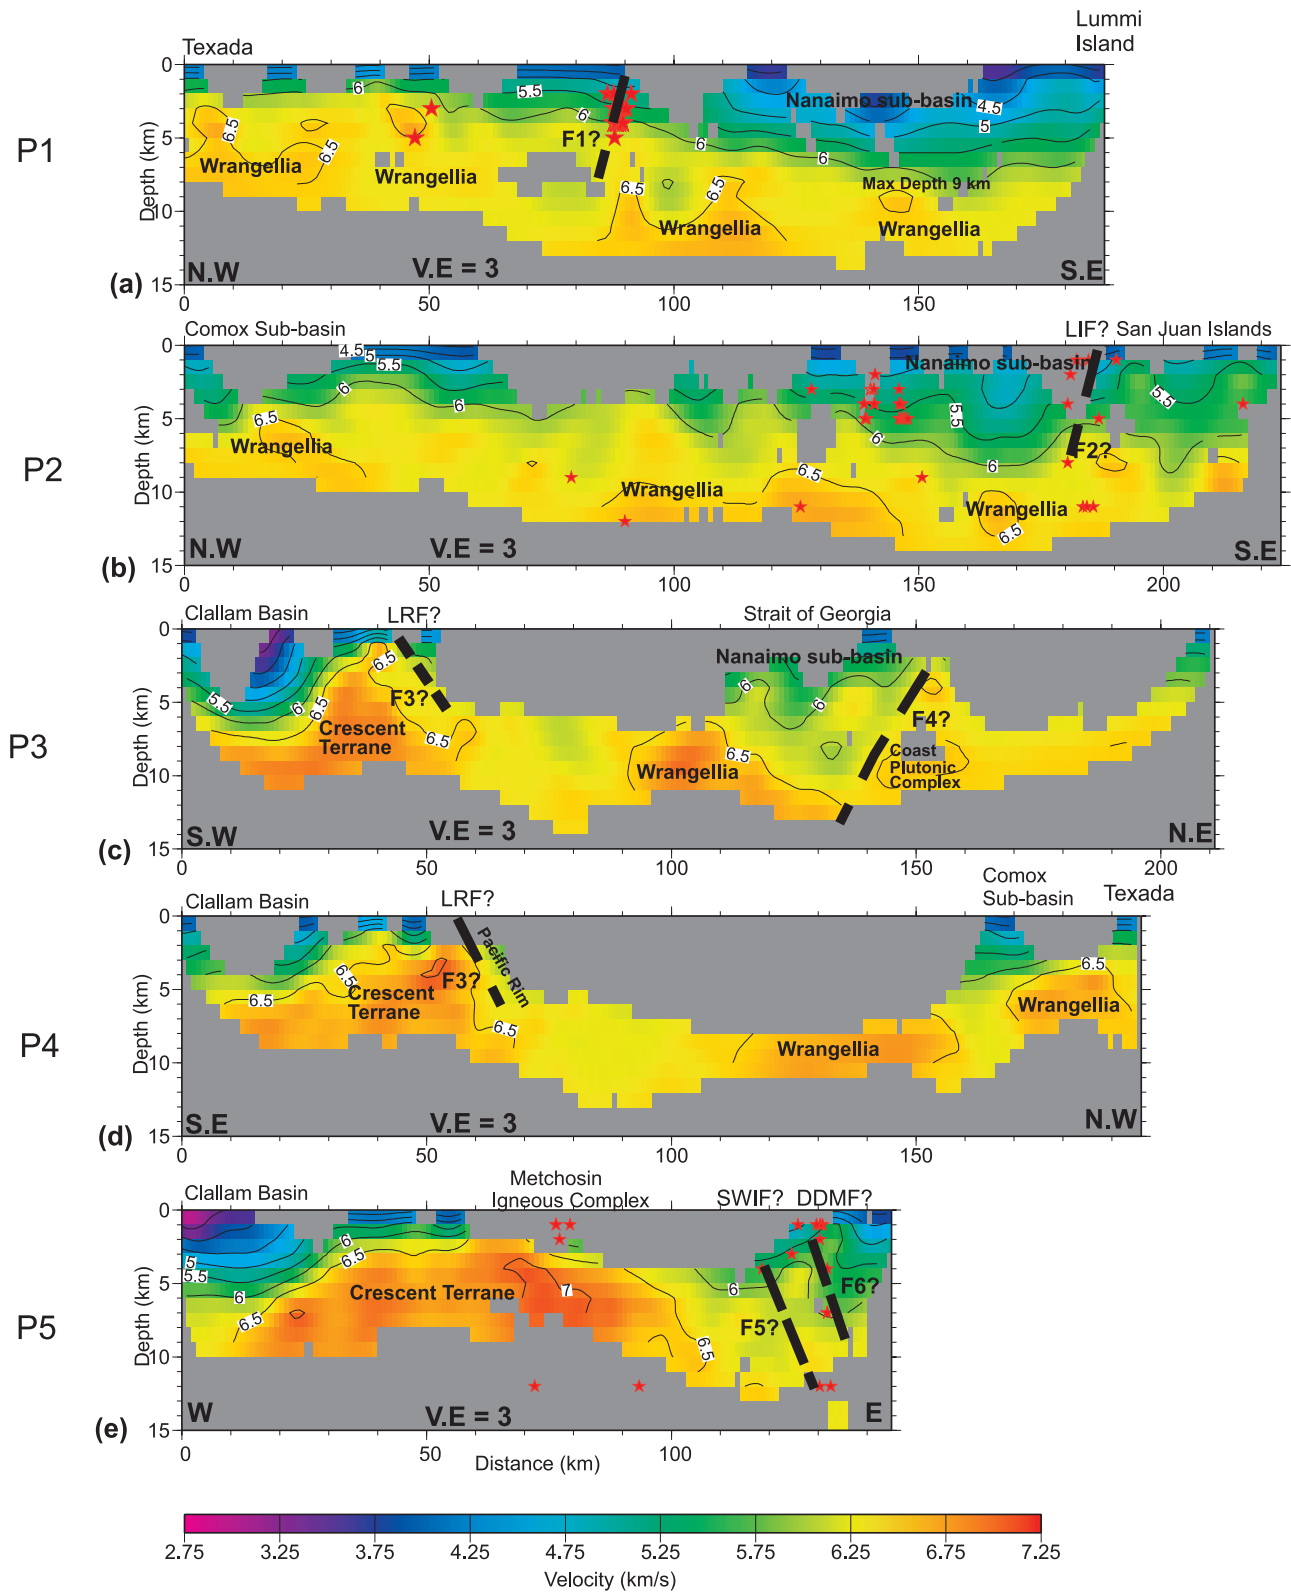 Texada
Lummi
Island
P1
Depth (km)
0
5
10
15
6
5.5
6.5
6.5
6
F1?
6.5
6.5
6
6
Nanaimo sub-basin
4.5
5
Max Depth 9 km
Wrangellia
Wrangellia
Wrangellia
Wrangellia
(a)
N.W
V.E = 3
S.E
0
50
100
150
Comox Sub-basin
LIF?
San Juan Islands
P2
Depth (km)
0
5
10
15
4.5
5
5.5
6
6
Nanaimo sub-basin
5.5
5.5
6.5
6
6
F2?
Wrangellia
6.5
Wrangellia
Wrangellia
6.5
(b)
N.W
V.E = 3
S.E
0
50
100
150
200
Clallam Basin
LRF?
Strait of Georgia
P3
Depth (km)
0
5
10
15
5.5
6
6.5
6.5
F3?
6.5
Nanaimo sub-basin
6
6
F4?
Crescent
Terrane
Wrangellia
6.5
Coast
Plutonic
Complex
(c)
S.W
V.E = 3
N.E
0
50
100
150
200
Clallam Basin
LRF?
Comox
Sub-basin
Texada
P4
Depth (km)
0
5
10
15
6.5
6.5
F3?
Pacific Rim
6.5
6.5
Crescent
Terrane
Wrangellia
Wrangellia
(d)
S.E
V.E = 3
N.W
0
50
100
150
Clallam Basin
Metchosin
Igneous Complex
SWIF?
DDMF?
P5
Depth (km)
0
5
10
15
5
5.5
6
6
6.5
6.5
Crescent Terrane
7
6
6.5
F5?
F6?
(e)
W
V.E = 3
E
0
50
100
Distance (km)
2.75
3.25
3.75
4.25
4.75
5.25
5.75
6.25
6.75
7.25
Velocity (km/s)